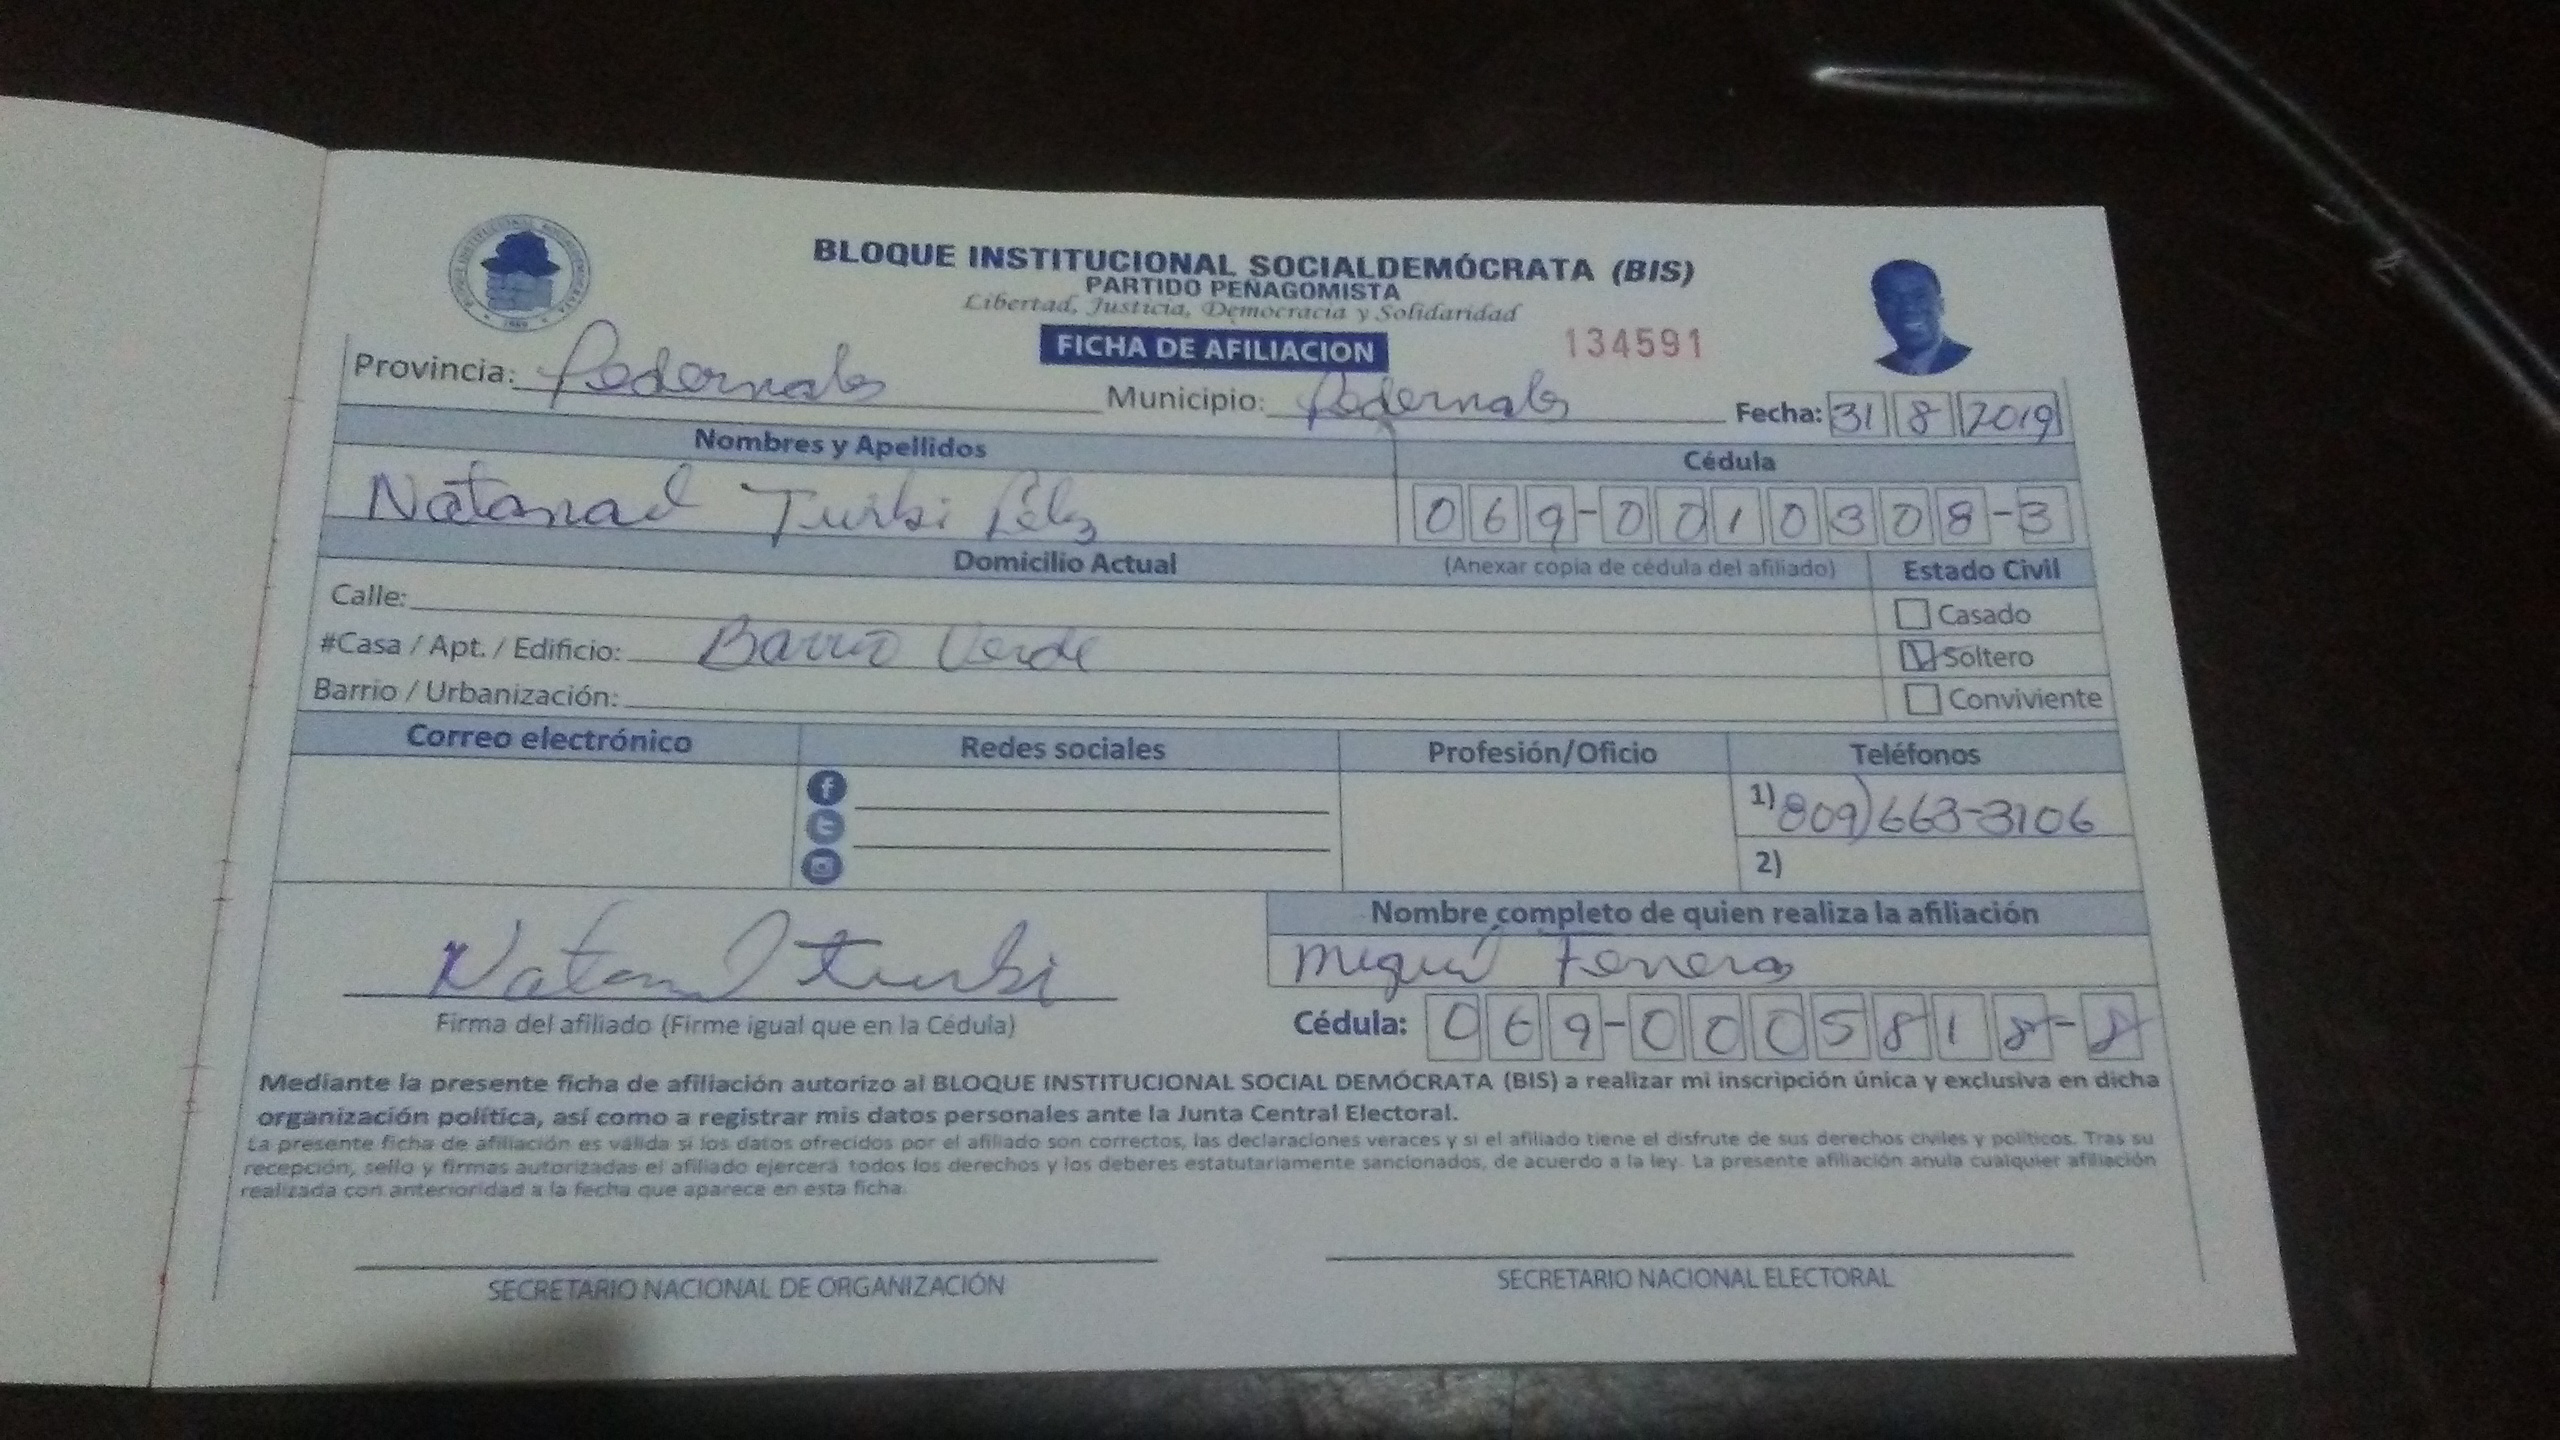 BLOQUE INSTITUCIONAL SOCIALDEMÓCRATA (BIS)
PARTIDO PEÑAGOMISTA
Libertad, Justicia, Democracia y Solidaridad
FICHA DE AFILIACION
134591
Provincia: Pedernales
Municipio: Pedernales
Fecha: 31 8 2019
Nombres y Apellidos
Cédula
Natanael Turbi
069-0010308-3
Domicilio Actual
(Anexar copia de cédula del afiliado)
Estado Civil
Calle:
Casado
#Casa / Apt. / Edificio: Barrio Verde
Soltero
Barrio / Urbanización:
Conviviente
Correo electrónico
Redes sociales
Profesión/Oficio
Teléfonos
1) 809)663-3106
2)
Nombre completo de quien realiza la afiliación
Natanael Turbi
Miguel Ferreras
Firma del afiliado (Firme igual que en la Cédula)
Cédula: 069-0005818-8
Mediante la presente ficha de afiliación autorizo al BLOQUE INSTITUCIONAL SOCIAL DEMÓCRATA (BIS) a realizar mi inscripción única y exclusiva en dicha
organización política, así como a registrar mis datos personales ante la Junta Central Electoral.
La presente ficha de afiliación es válida si los datos ofrecidos por el afiliado son correctos, las declaraciones veraces y si el afiliado tiene el disfrute de sus derechos civiles y políticos. Tras su
recepción, sello y firmas autorizadas el afiliado ejercerá todos los derechos y los deberes estatutariamente sancionados, de acuerdo a la ley. La presente afiliación anula cualquier afiliación
realizada con anterioridad a la fecha que aparece en esta ficha.
SECRETARIO NACIONAL DE ORGANIZACIÓN
SECRETARIO NACIONAL ELECTORAL